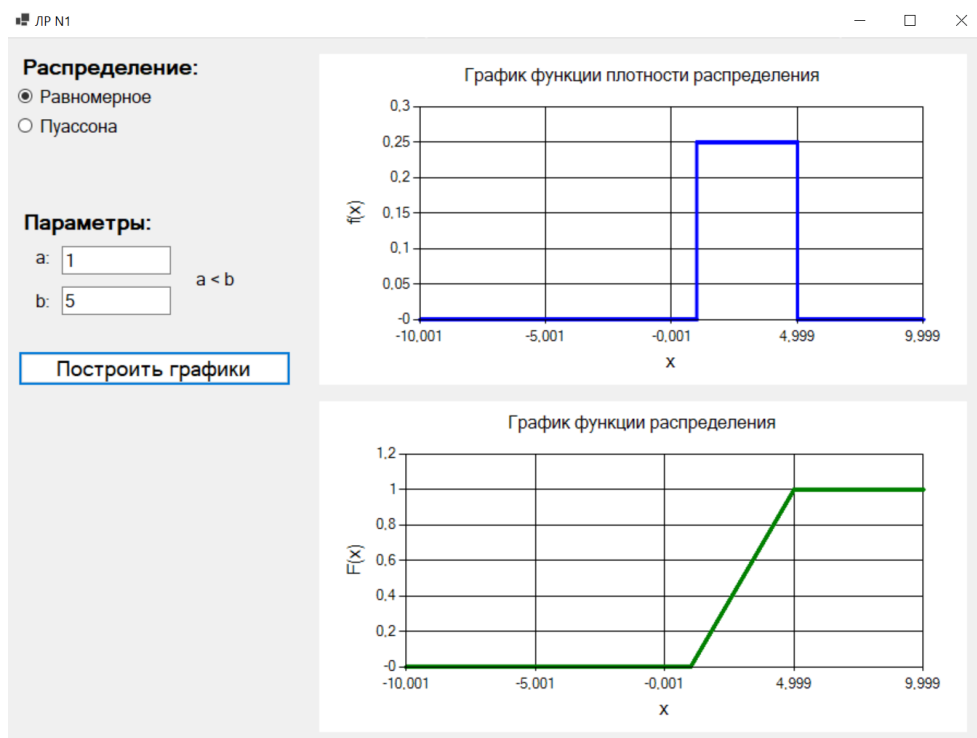 ЛР N1
Распределение:
Равномерное
Пуассона
Параметры:
a: 1
a < b
b: 5
Построить графики
График функции плотности распределения
0,3
0,25
0,2
0,15
0,1
0,05
-0
f(x)
-10,001 -5,001 -0,001 4,999 9,999
x
График функции распределения
1,2
1
0,8
0,6
0,4
0,2
-0
F(x)
-10,001 -5,001 -0,001 4,999 9,999
x